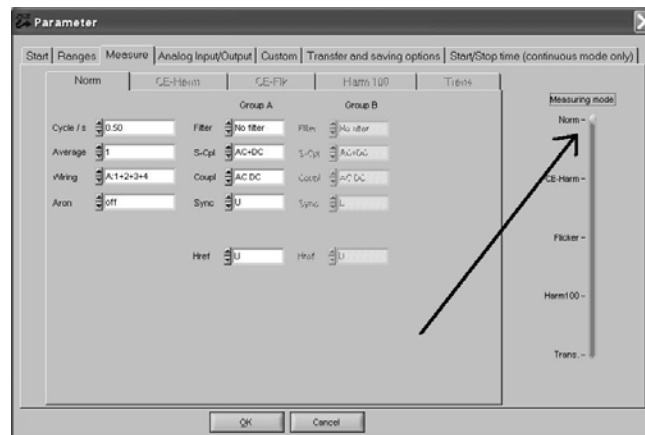 Parameter
Start Ranges Measure Analog Input/Output Custom Transfer and saving options Start/Stop time (continuous mode only)
Norm CE-Harm CE-Flk Harm 100 Trans
Measuring mode
Group A Group B
Norm
Cycle / s 0.50 Filter No filter Filter No filter
Average 1 S-Cpl AC+DC S-Cpl AC+DC
Wiring A:1+2+3+4 Coupl AC DC Coupl AC DC
CE-Harm
Aron off Sync U Sync U
Flicker
Href U Href U
Harm100
Trans.
OK Cancel